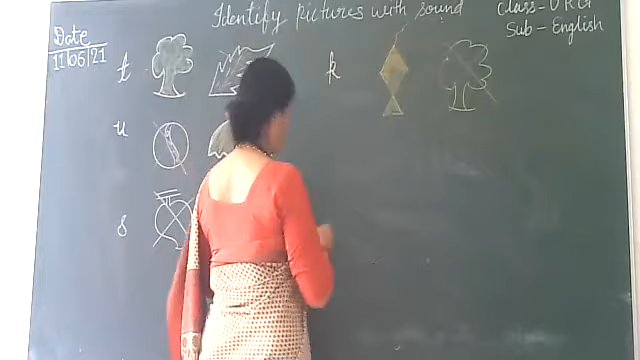 Identify pictures with sound
Class - UKG
Sub - English
Date
11/06/21
t
k
u
s